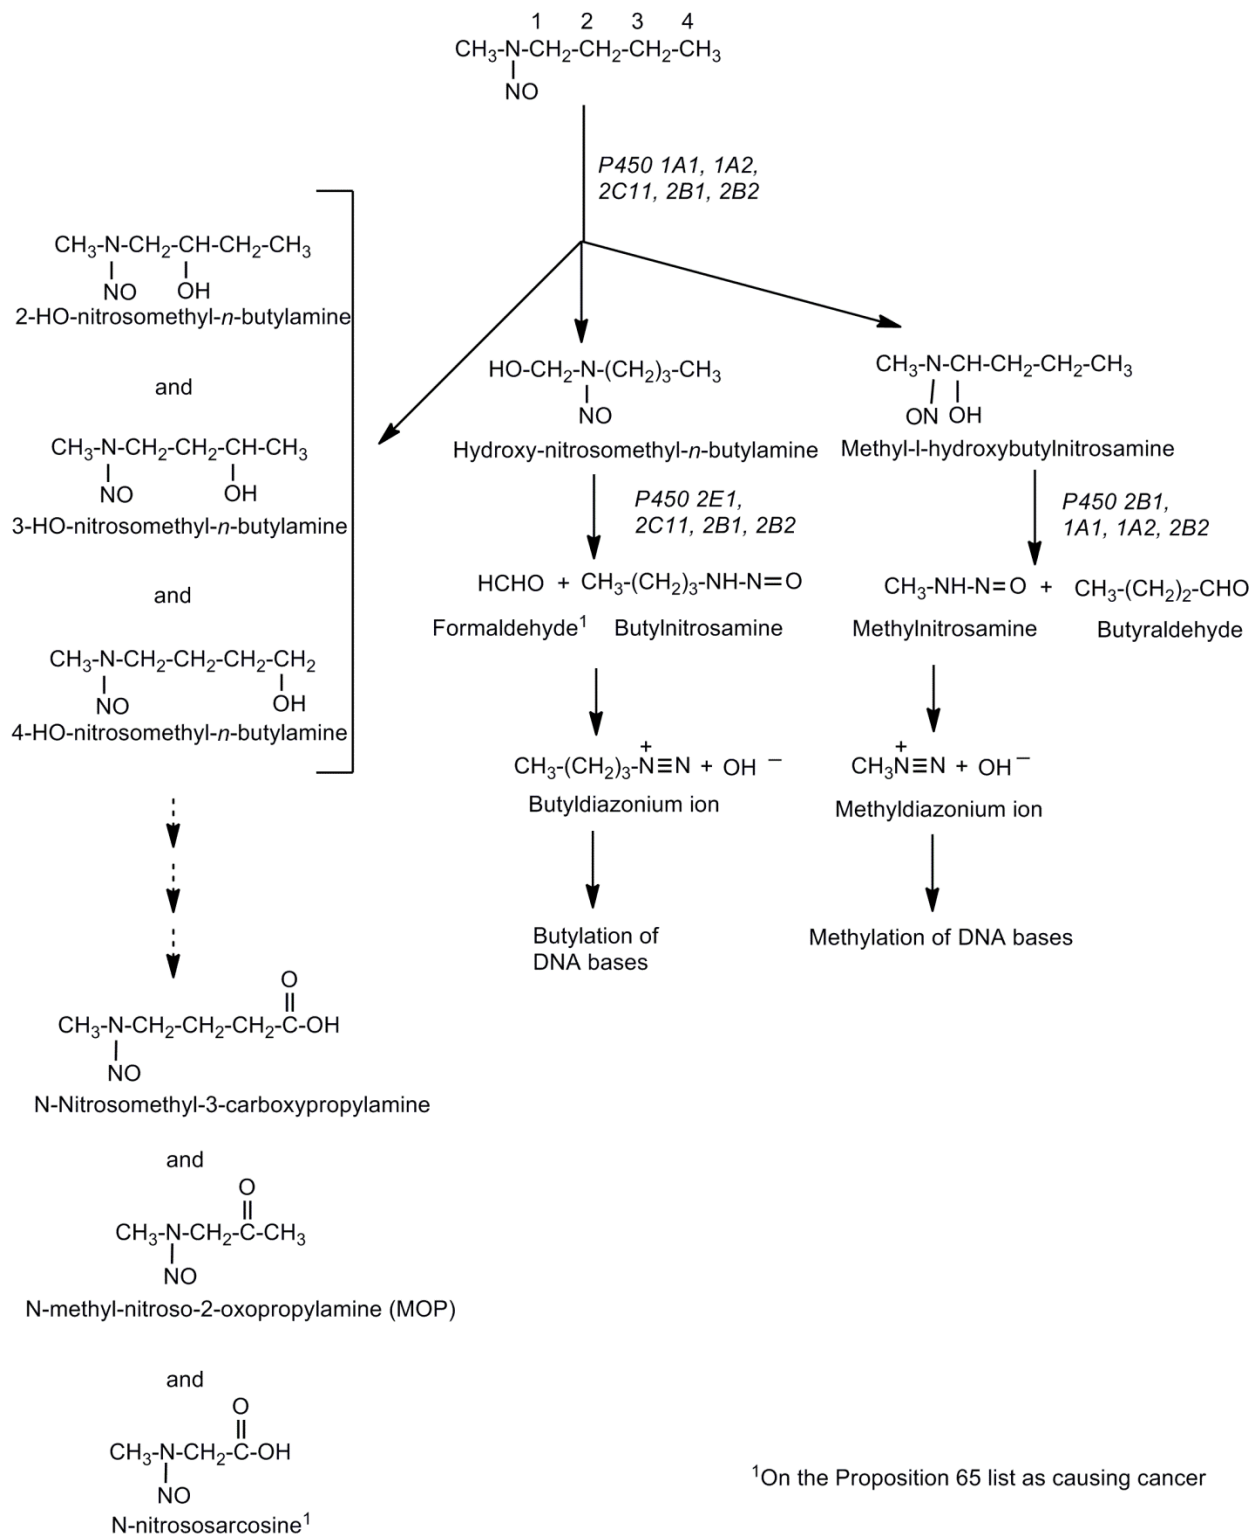 1 2 3 4
CH₃-N-CH₂-CH₂-CH₂-CH₃
NO
P450 1A1, 1A2,
2C11, 2B1, 2B2
CH₃-N-CH₂-CH-CH₂-CH₃
NO OH
2-HO-nitrosomethyl-n-butylamine
and
CH₃-N-CH₂-CH₂-CH-CH₃
NO OH
3-HO-nitrosomethyl-n-butylamine
and
CH₃-N-CH₂-CH₂-CH₂-CH₂
NO OH
4-HO-nitrosomethyl-n-butylamine
HO-CH₂-N-(CH₂)₃-CH₃
NO
Hydroxy-nitrosomethyl-n-butylamine
P450 2E1,
2C11, 2B1, 2B2
HCHO + CH₃-(CH₂)₃-NH-N=O
Formaldehyde¹ Butylnitrosamine
+
CH₃-(CH₂)₃-N≡N + OH −
Butyldiazonium ion
Butylation of
DNA bases
CH₃-N-CH-CH₂-CH₂-CH₃
ON OH
Methyl-l-hydroxybutylnitrosamine
P450 2B1,
1A1, 1A2, 2B2
CH₃-NH-N=O + CH₃-(CH₂)₂-CHO
Methylnitrosamine Butyraldehyde
+
CH₃N≡N + OH −
Methyldiazonium ion
Methylation of DNA bases
O
CH₃-N-CH₂-CH₂-CH₂-C-OH
NO
N-Nitrosomethyl-3-carboxypropylamine
and
O
CH₃-N-CH₂-C-CH₃
NO
N-methyl-nitroso-2-oxopropylamine (MOP)
and
O
CH₃-N-CH₂-C-OH
NO
N-nitrososarcosine¹
¹On the Proposition 65 list as causing cancer